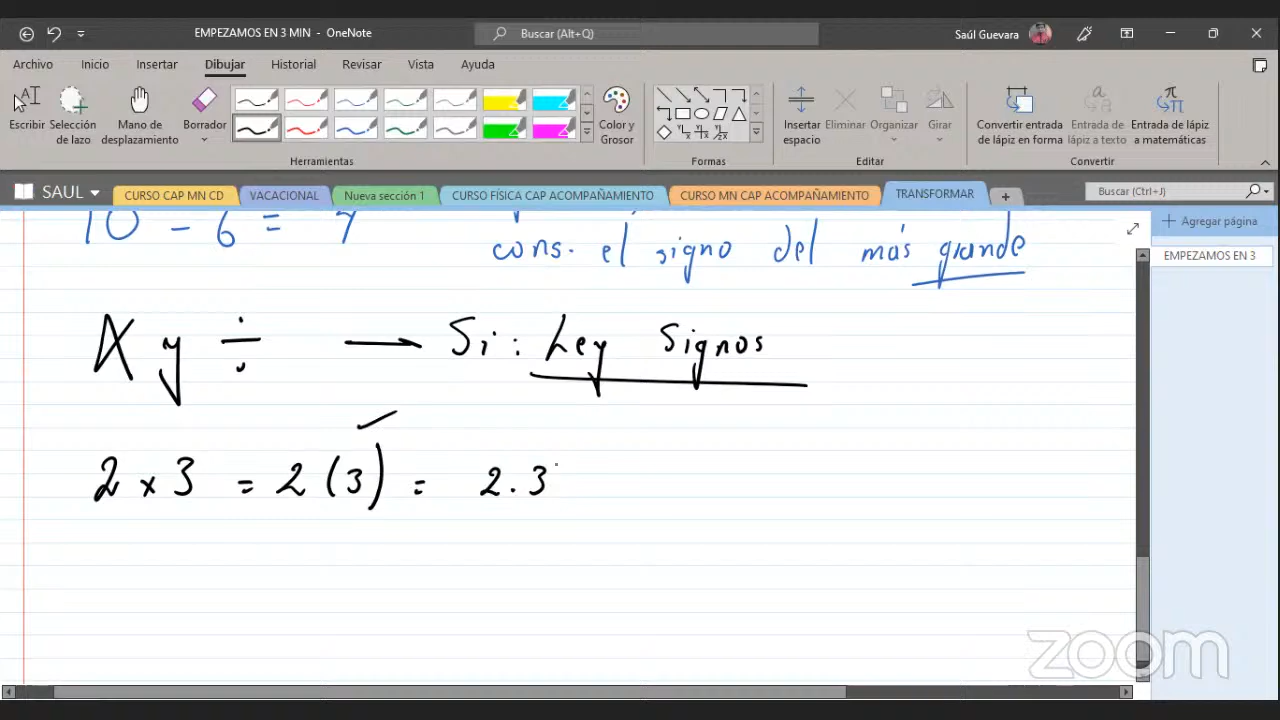 EMPEZAMOS EN 3 MIN - OneNote
Buscar (Alt+Q)
Saúl Guevara
Archivo Inicio Insertar Dibujar Historial Revisar Vista Ayuda
Escribir Selección de lazo Mano de desplazamiento Borrador Color y Grosor Insertar espacio Eliminar Organizar Girar Convertir entrada de lápiz en forma Entrada de lápiz a texto Entrada de lápiz a matemáticas
Herramientas Formas Editar Convertir
SAUL CURSO CAP MN CD VACACIONAL Nueva sección 1 CURSO FÍSICA CAP ACOMPAÑAMIENTO CURSO MN CAP ACOMPAÑAMIENTO TRANSFORMAR Buscar (Ctrl+J)
Agregar página
EMPEZAMOS EN 3
10 - 6 = 4
cons. el signo del más grande
X y ÷ → Si: Ley Signos
2 x 3 = 2 (3) = 2.3
zoom